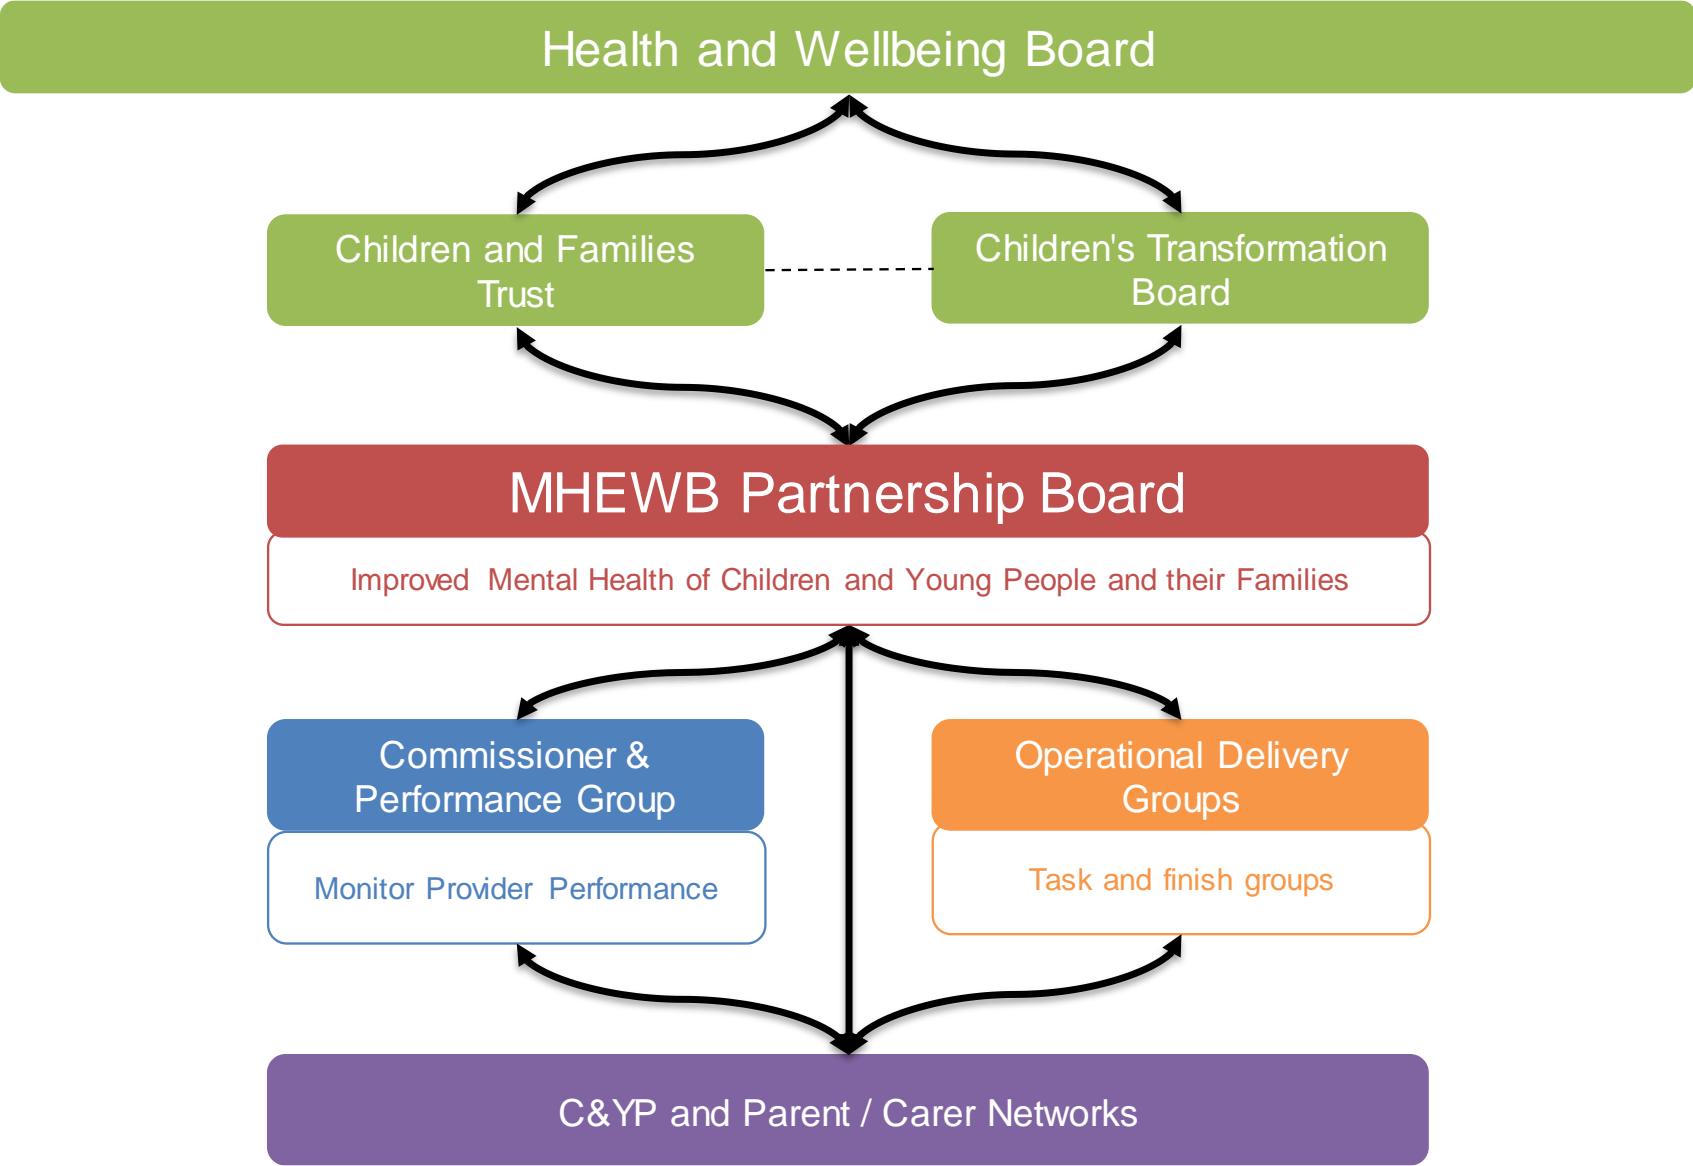 Health and Wellbeing Board
Children and Families
Trust
Children's Transformation
Board
MHEWB Partnership Board
Improved Mental Health of Children and Young People and their Families
Commissioner &
Performance Group
Monitor Provider Performance
Operational Delivery
Groups
Task and finish groups
C&YP and Parent / Carer Networks